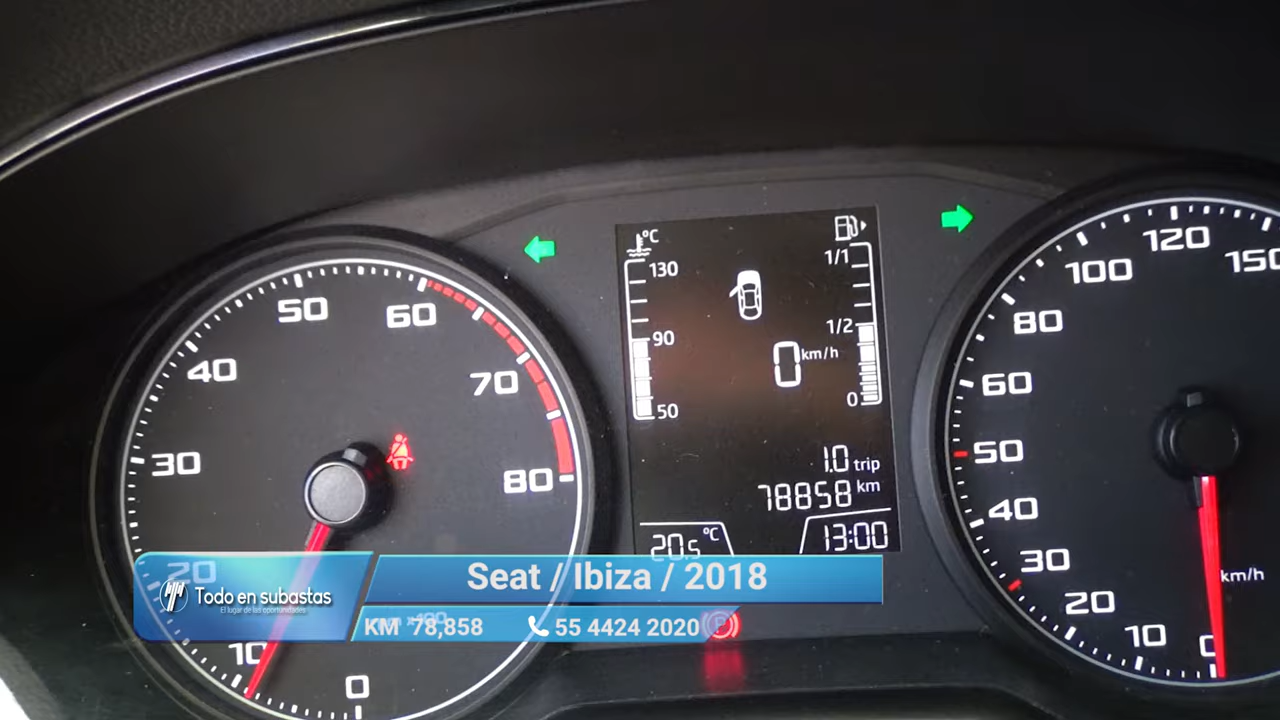 50
60
40
70
30
80
20
10
0
°C
130
90
50
1/1
1/2
0
0 km/h
1.0 trip
78858 km
20.5 °C
13:00
120
150
100
80
60
50
40
30
20
10
0
km/h
Todo en subastas
El lugar de las oportunidades
Seat / Ibiza / 2018
KM 78,858
55 4424 2020
P